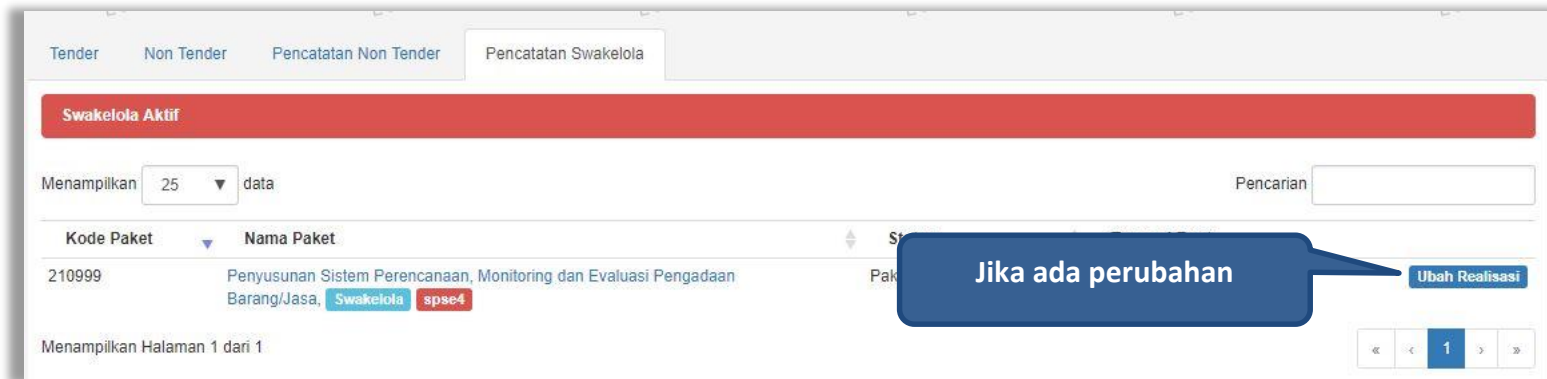 Tender Non Tender Pencatatan Non Tender Pencatatan Swakelola
Swakelola Aktif
Menampilkan 25 data Pencarian
Kode Paket Nama Paket
210999 Penyusunan Sistem Perencanaan, Monitoring dan Evaluasi Pengadaan
Barang/Jasa, Swakelola spse4
Jika ada perubahan
Ubah Realisasi
Menampilkan Halaman 1 dari 1 « ‹ 1 › »